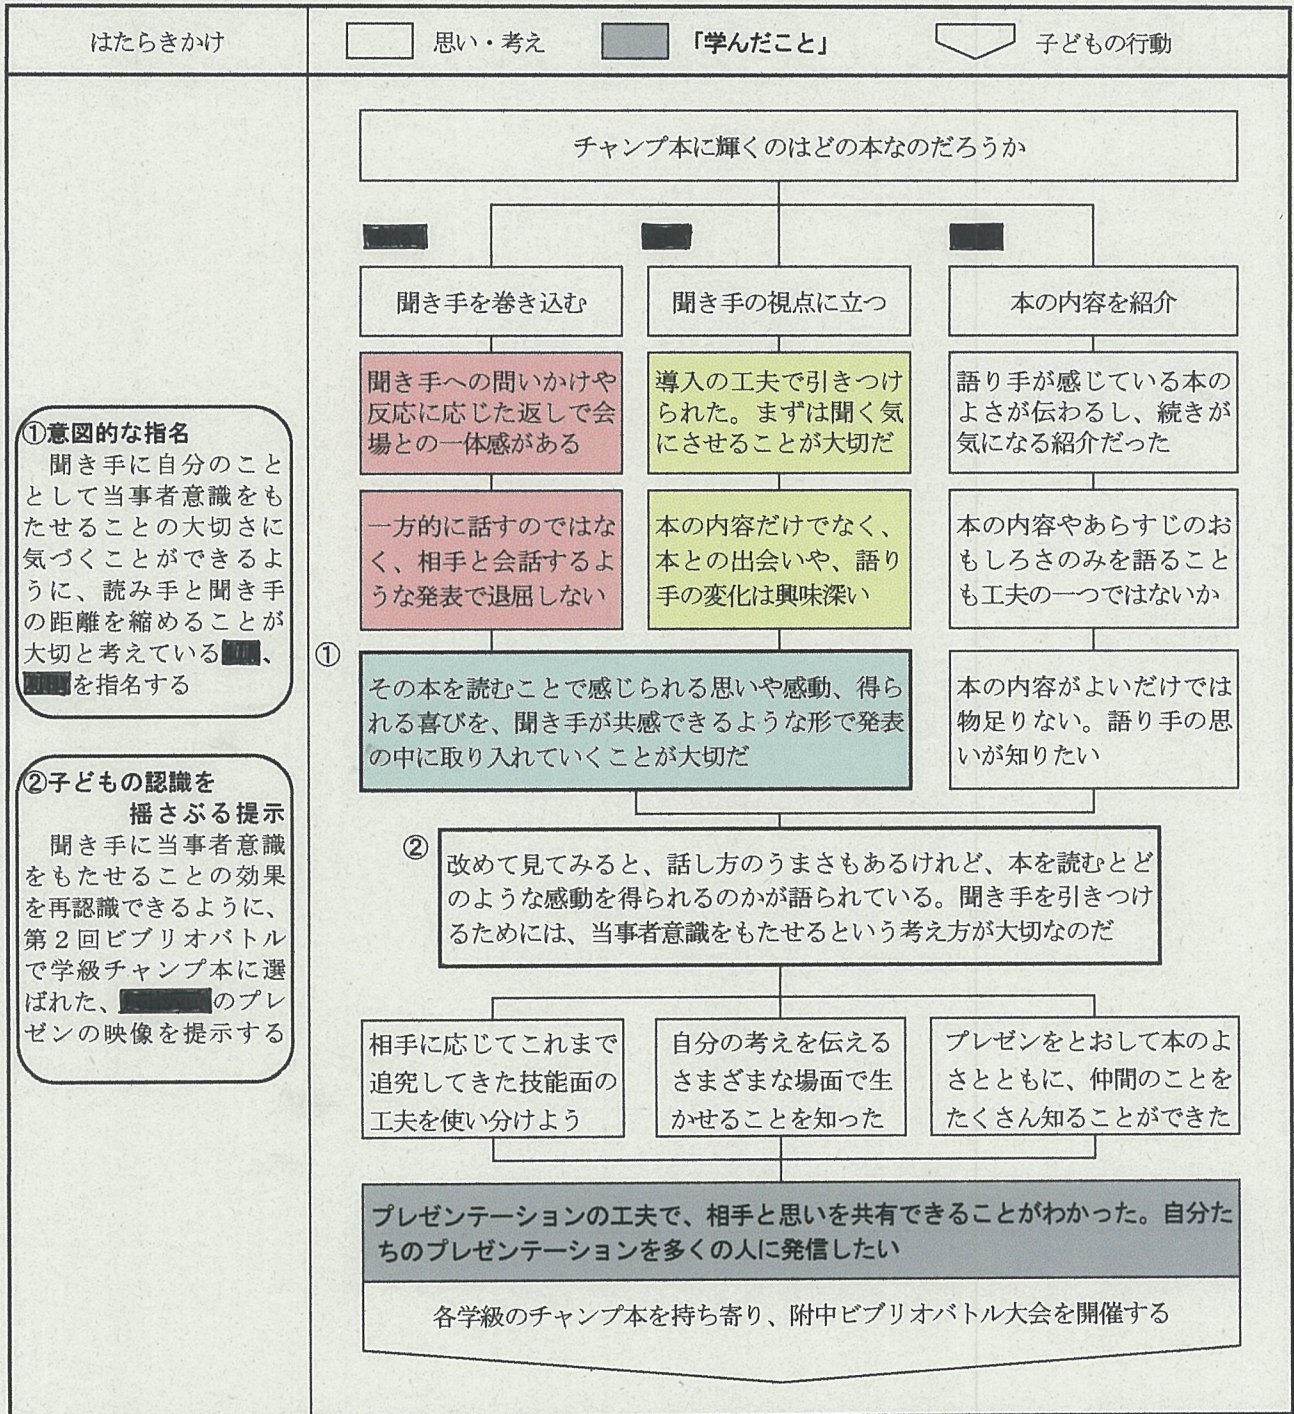 はたらきかけ
思い・考え
「学んだこと」
子どもの行動
チャンプ本に輝くのはどの本なのだろうか
聞き手を巻き込む
聞き手への問いかけや
反応に応じた返しで会
場との一体感がある
一方的に話すのではな
く、相手と会話するよ
うな発表で退屈しない
聞き手の視点に立つ
導入の工夫で引きつけ
られた。まずは聞く気
にさせることが大切だ
本の内容だけでなく、
本との出会いや、語り
手の変化は興味深い
本の内容を紹介
語り手が感じている本の
よさが伝わるし、続きが
気になる紹介だった
本の内容やあらすじのお
もしろさのみを語ること
も工夫の一つではないか
本の内容がよいだけでは
物足りない。語り手の思
いが知りたい
①意図的な指名
聞き手に自分のこと
として当事者意識をも
たせることの大切さに
気づくことができるよ
うに、読み手と聞き手
の距離を縮めることが
大切と考えている、
を指名する
①
その本を読むことで感じられる思いや感動、得ら
れる喜びを、聞き手が共感できるような形で発表
の中に取り入れていくことが大切だ
②子どもの認識を
揺さぶる提示
聞き手に当事者意識
をもたせることの効果
を再認識できるように、
第2回ビブリオバトル
で学級チャンプ本に選
ばれた、のプレ
ゼンの映像を提示する
②
改めて見てみると、話し方のうまさもあるけれど、本を読むとど
のような感動を得られるのかが語られている。聞き手を引きつけ
るためには、当事者意識をもたせるという考え方が大切なのだ
相手に応じてこれまで
追究してきた技能面の
工夫を使い分けよう
自分の考えを伝える
さまざまな場面で生
かせることを知った
プレゼンをとおして本のよ
さとともに、仲間のことを
たくさん知ることができた
プレゼンテーションの工夫で、相手と思いを共有できることがわかった。自分た
ちのプレゼンテーションを多くの人に発信したい
各学級のチャンプ本を持ち寄り、附中ビブリオバトル大会を開催する